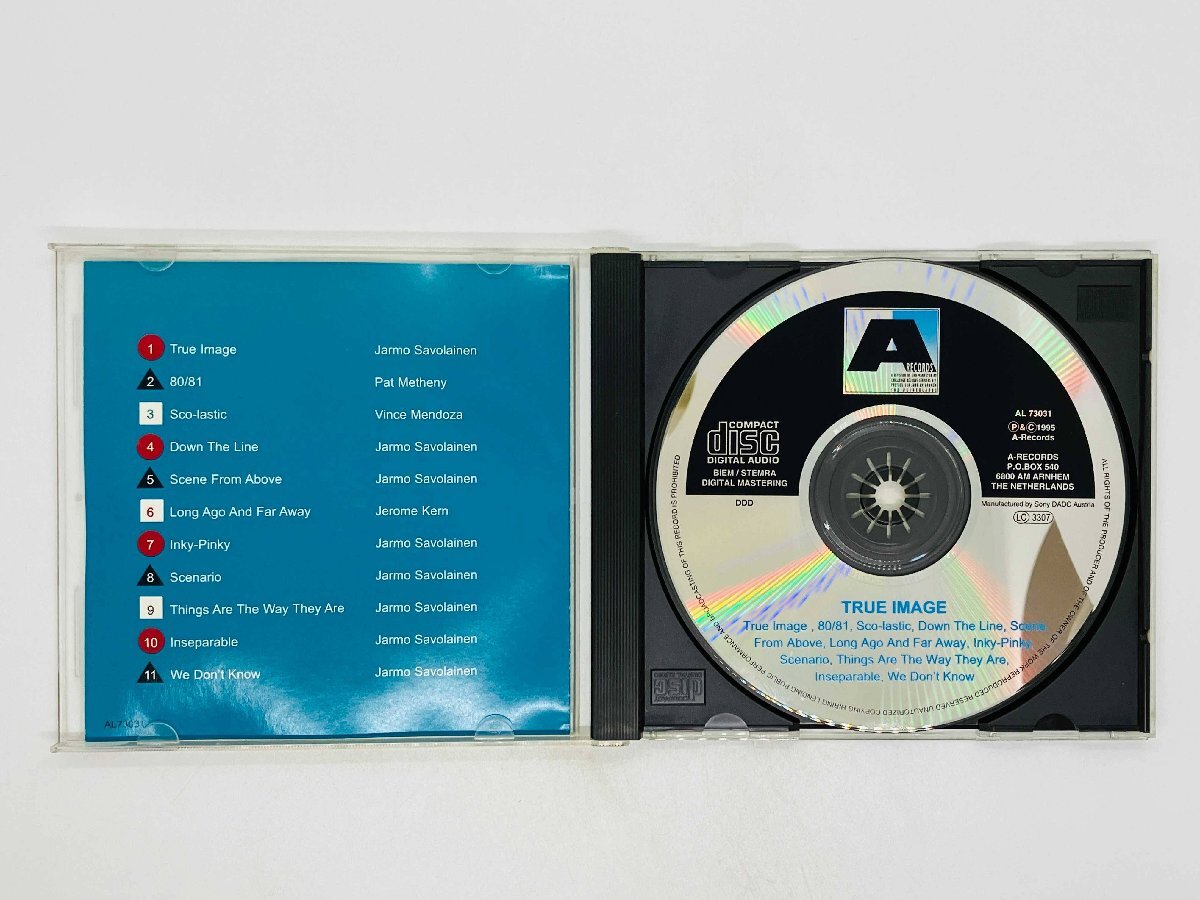 1 True Image Jarmo Savolainen
2 80/81 Pat Metheny
3 Sco-lastic Vince Mendoza
4 Down The Line Jarmo Savolainen
5 Scene From Above Jarmo Savolainen
6 Long Ago And Far Away Jerome Kern
7 Inky-Pinky Jarmo Savolainen
8 Scenario Jarmo Savolainen
9 Things Are The Way They Are Jarmo Savolainen
10 Inseparable Jarmo Savolainen
11 We Don't Know Jarmo Savolainen
AL 73031
A RECORDS
COMPACT
disc
DIGITAL AUDIO
BIEM / STEMRA
DIGITAL MASTERING
DDD
AL 73031
Ⓟ & © 1995
A-Records
A-RECORDS
P.O.BOX 540
6800 AM ARNHEM
THE NETHERLANDS
Manufactured by Sony DADC Austria
LC 3307
TRUE IMAGE
True Image , 80/81, Sco-lastic, Down The Line, Scene
From Above, Long Ago And Far Away, Inky-Pinky,
Scenario, Things Are The Way They Are,
Inseparable, We Don't Know
ALL RIGHTS OF THE PRODUCER AND OF THE OWNER OF THE WORK REPRODUCED RESERVED UNAUTHORIZED COPYING HIRING LENDING PUBLIC PERFORMANCE AND BROADCASTING OF THIS RECORD IS PROHIBITED
COMPACT
disc
DIGITAL AUDIO